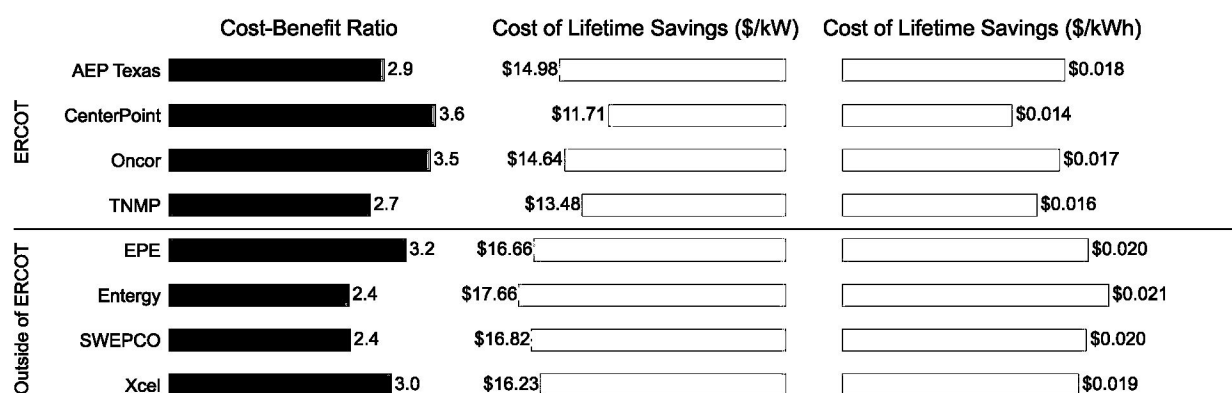 Cost-Benefit Ratio Cost of Lifetime Savings ($/kW) Cost of Lifetime Savings ($/kWh)
ERCOT
AEP Texas 2.9 $14.98 $0.018
CenterPoint 3.6 $11.71 $0.014
Oncor 3.5 $14.64 $0.017
TNMP 2.7 $13.48 $0.016
Outside of ERCOT
EPE 3.2 $16.66 $0.020
Entergy 2.4 $17.66 $0.021
SWEPCO 2.4 $16.82 $0.020
Xcel 3.0 $16.23 $0.019